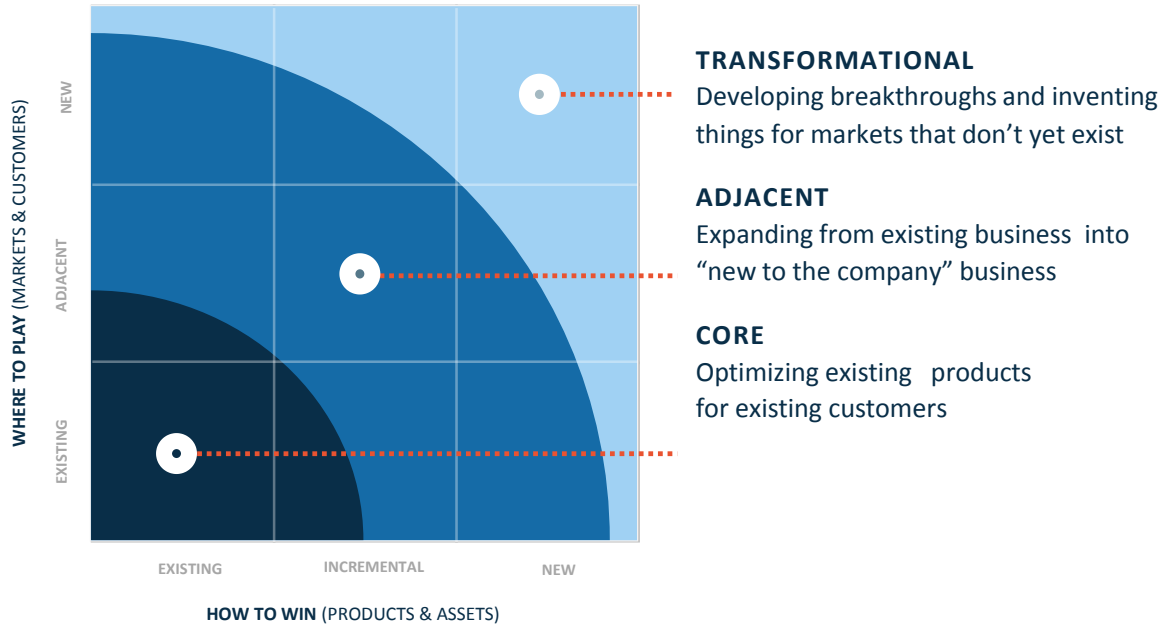 WHERE TO PLAY (MARKETS & CUSTOMERS)
NEW
ADJACENT
EXISTING
EXISTING
INCREMENTAL
NEW
HOW TO WIN (PRODUCTS & ASSETS)
TRANSFORMATIONAL
Developing breakthroughs and inventing
things for markets that don’t yet exist
ADJACENT
Expanding from existing business into
“new to the company” business
CORE
Optimizing existing products
for existing customers